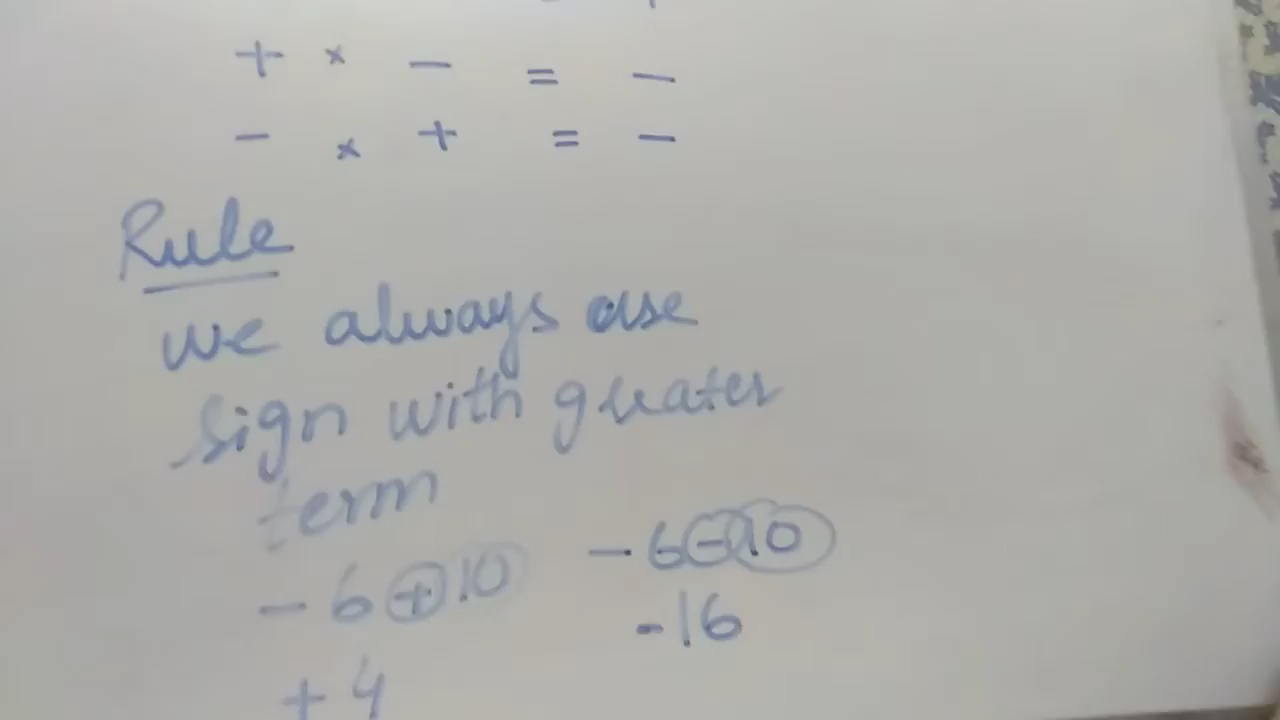 + × - = -
- × + = -
Rule
we always use
sign with greater
term
- 6 + 10
- 6 - 10
+ 4
- 16